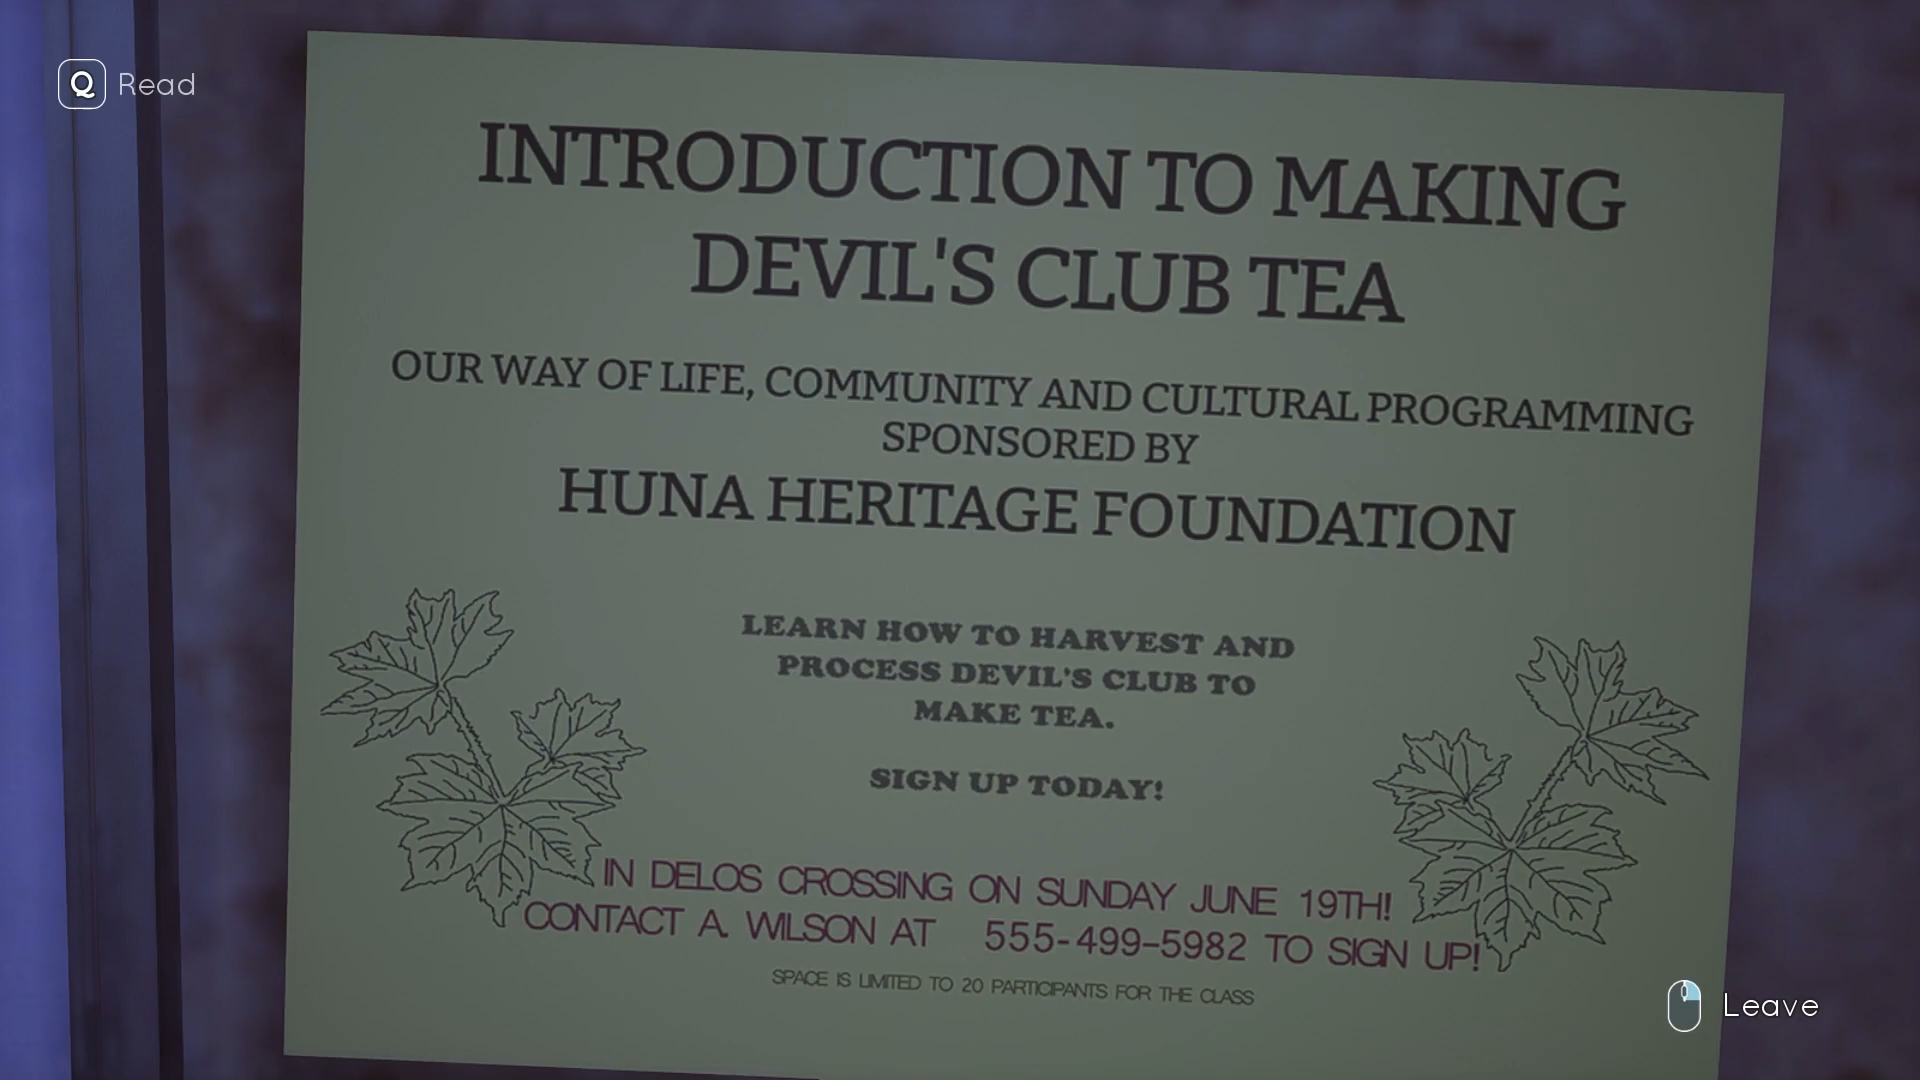 Q Read
INTRODUCTION TO MAKING
DEVIL'S CLUB TEA
OUR WAY OF LIFE, COMMUNITY AND CULTURAL PROGRAMMING
SPONSORED BY
HUNA HERITAGE FOUNDATION
LEARN HOW TO HARVEST AND
PROCESS DEVIL'S CLUB TO
MAKE TEA.
SIGN UP TODAY!
IN DELOS CROSSING ON SUNDAY JUNE 19TH!
CONTACT A. WILSON AT 555-499-5982 TO SIGN UP!
SPACE IS LIMITED TO 20 PARTICIPANTS FOR THE CLASS
Leave